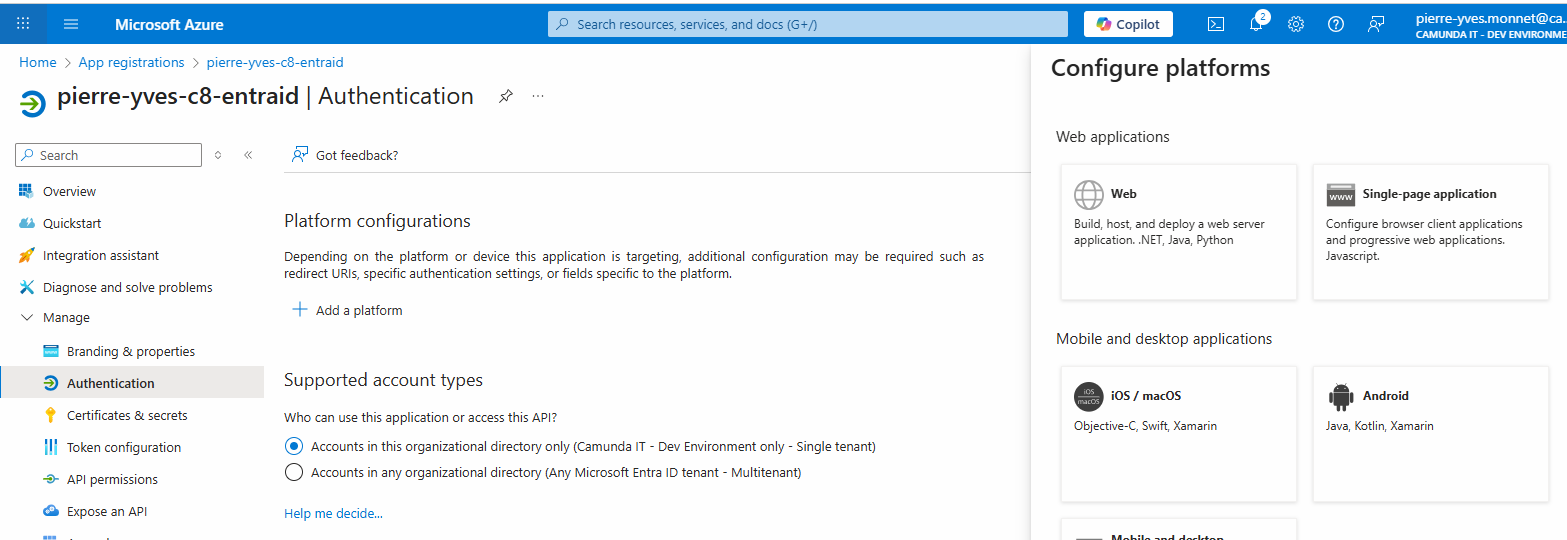 Microsoft Azure
Search resources, services, and docs (G+/)
Copilot
2
pierre-yves.monnet@ca.
CAMUNDA IT - DEV ENVIRONME
Home > App registrations > pierre-yves-c8-entraid
pierre-yves-c8-entraid | Authentication
Search
Got feedback?
Overview
Quickstart
Integration assistant
Diagnose and solve problems
Manage
Branding & properties
Authentication
Certificates & secrets
Token configuration
API permissions
Expose an API
Platform configurations
Depending on the platform or device this application is targeting, additional configuration may be required such as
redirect URIs, specific authentication settings, or fields specific to the platform.
Add a platform
Supported account types
Who can use this application or access this API?
Accounts in this organizational directory only (Camunda IT - Dev Environment only - Single tenant)
Accounts in any organizational directory (Any Microsoft Entra ID tenant - Multitenant)
Help me decide...
Configure platforms
Web applications
Web
Build, host, and deploy a web server
application. .NET, Java, Python
www
Single-page application
Configure browser client applications
and progressive web applications.
Javascript.
Mobile and desktop applications
iOS
macOS
iOS / macOS
Objective-C, Swift, Xamarin
Android
Java, Kotlin, Xamarin
Mobile and desktop